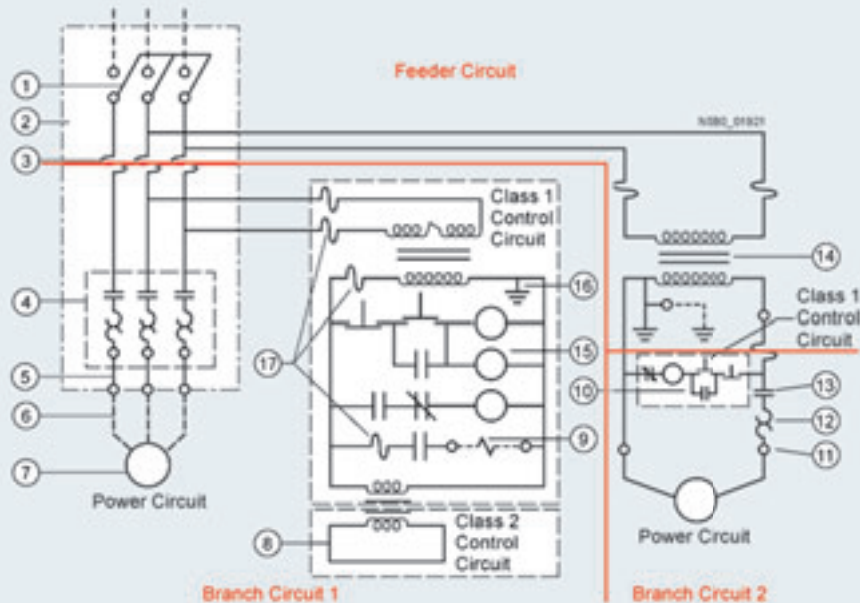 Feeder Circuit
1
2
NSB0_01921
3
Class 1
Control
Circuit
14
4
16
Class 1
Control
Circuit
15
17
5
10
13
6
9
12
7
11
Power Circuit
Power Circuit
8
Class 2
Control
Circuit
Branch Circuit 1
Branch Circuit 2